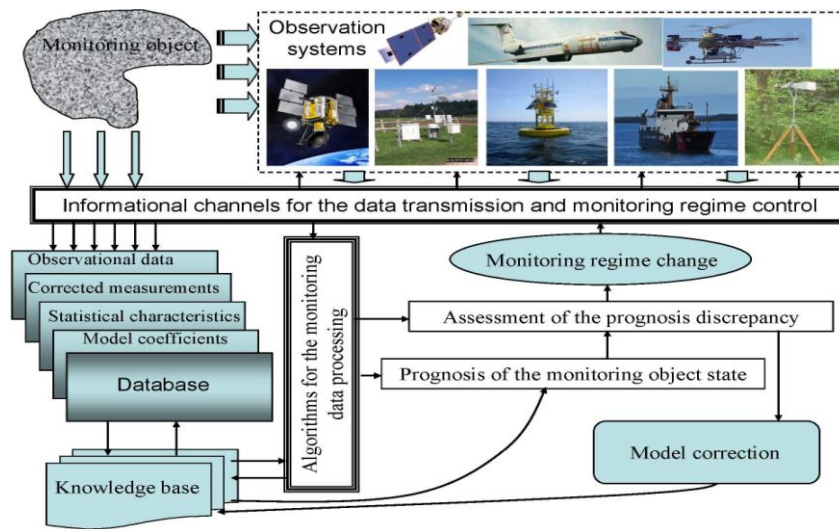 Monitoring object
Observation
systems
Informational channels for the data transmission and monitoring regime control
Observational data
Corrected measurements
Statistical characteristics
Model coefficients
Database
Knowledge base
Algorithms for the monitoring
data processing
Monitoring regime change
Assessment of the prognosis discrepancy
Prognosis of the monitoring object state
Model correction